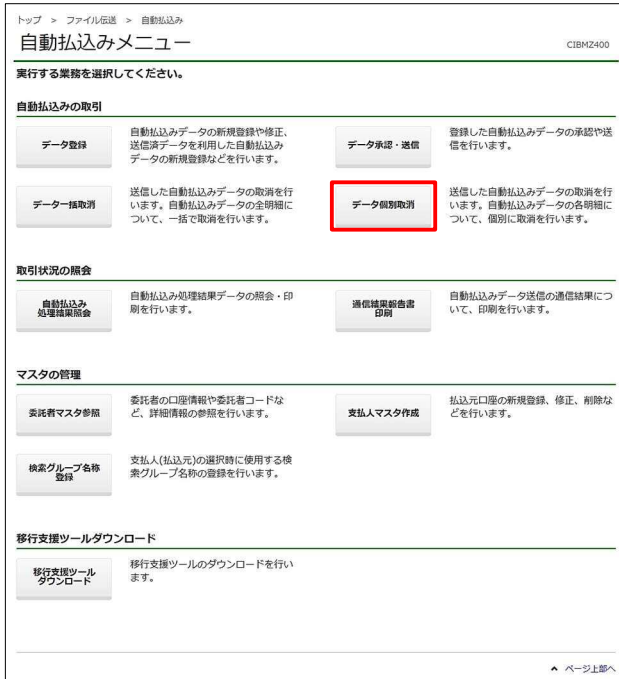 トップ > ファイル伝送 > 自動払込み
自動払込みメニュー
CIBMZ400
実行する業務を選択してください。
自動払込みの取引
データ登録
自動払込みデータの新規登録や修正、
送信済データを利用した自動払込み
データの新規登録などを行います。
データ承認・送信
登録した自動払込みデータの承認や送
信を行います。
データ一括取消
送信した自動払込みデータの取消を行
います。自動払込みデータの全明細に
ついて、一括で取消を行います。
データ個別取消
送信した自動払込みデータの取消を行
います。自動払込みデータの各明細に
ついて、個別に取消を行います。
取引状況の照会
自動払込み
処理結果照会
自動払込み処理結果データの照会・印
刷を行います。
通信結果報告書
印刷
自動払込みデータ送信の通信結果につ
いて、印刷を行います。
マスタの管理
委託者マスタ参照
委託者の口座情報や委託者コードな
ど、詳細情報の参照を行います。
支払人マスタ作成
払込元口座の新規登録、修正、削除な
どを行います。
検索グループ名称
登録
支払人(払込元)の選択時に使用する検
索グループ名称の登録を行います。
移行支援ツールダウンロード
移行支援ツール
ダウンロード
移行支援ツールのダウンロードを行い
ます。
ページ上部へ